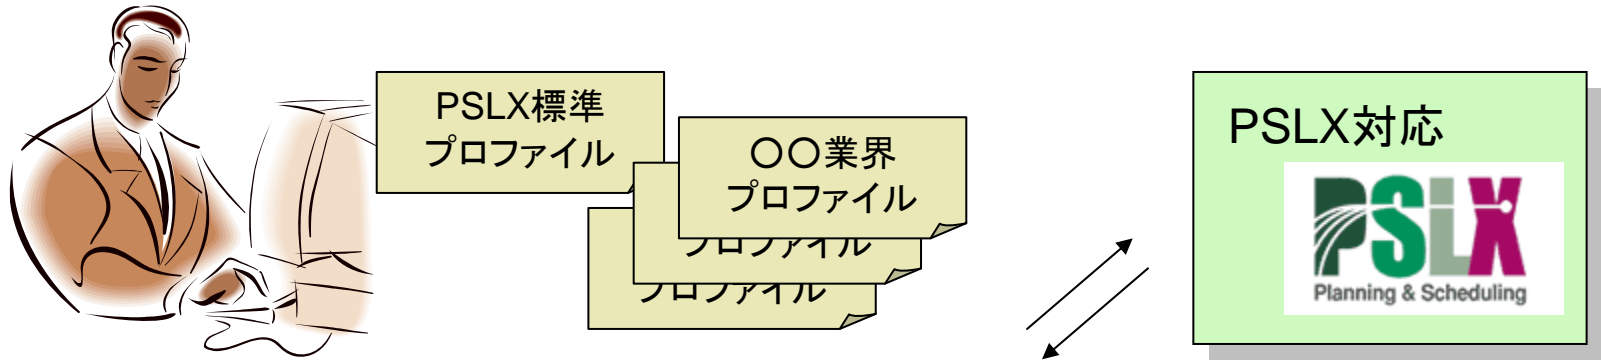 PSLX標準
プロファイル
〇〇業界
プロファイル
プロファイル
プロファイル
PSLX対応
PSLX
Planning & Scheduling